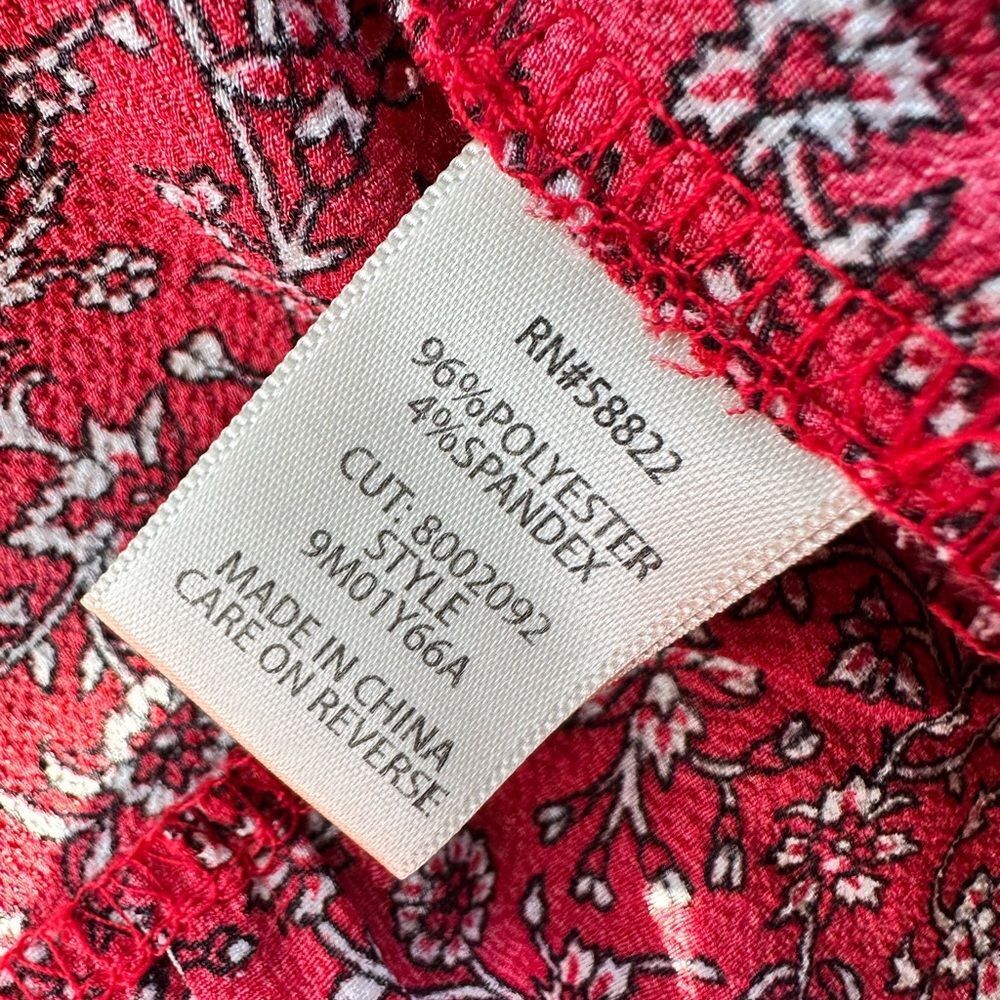 RN#58822
96%POLYESTER
4%SPANDEX
CUT: 8002092
STYLE
9M01Y66A
MADE IN CHINA
CARE ON REVERSE